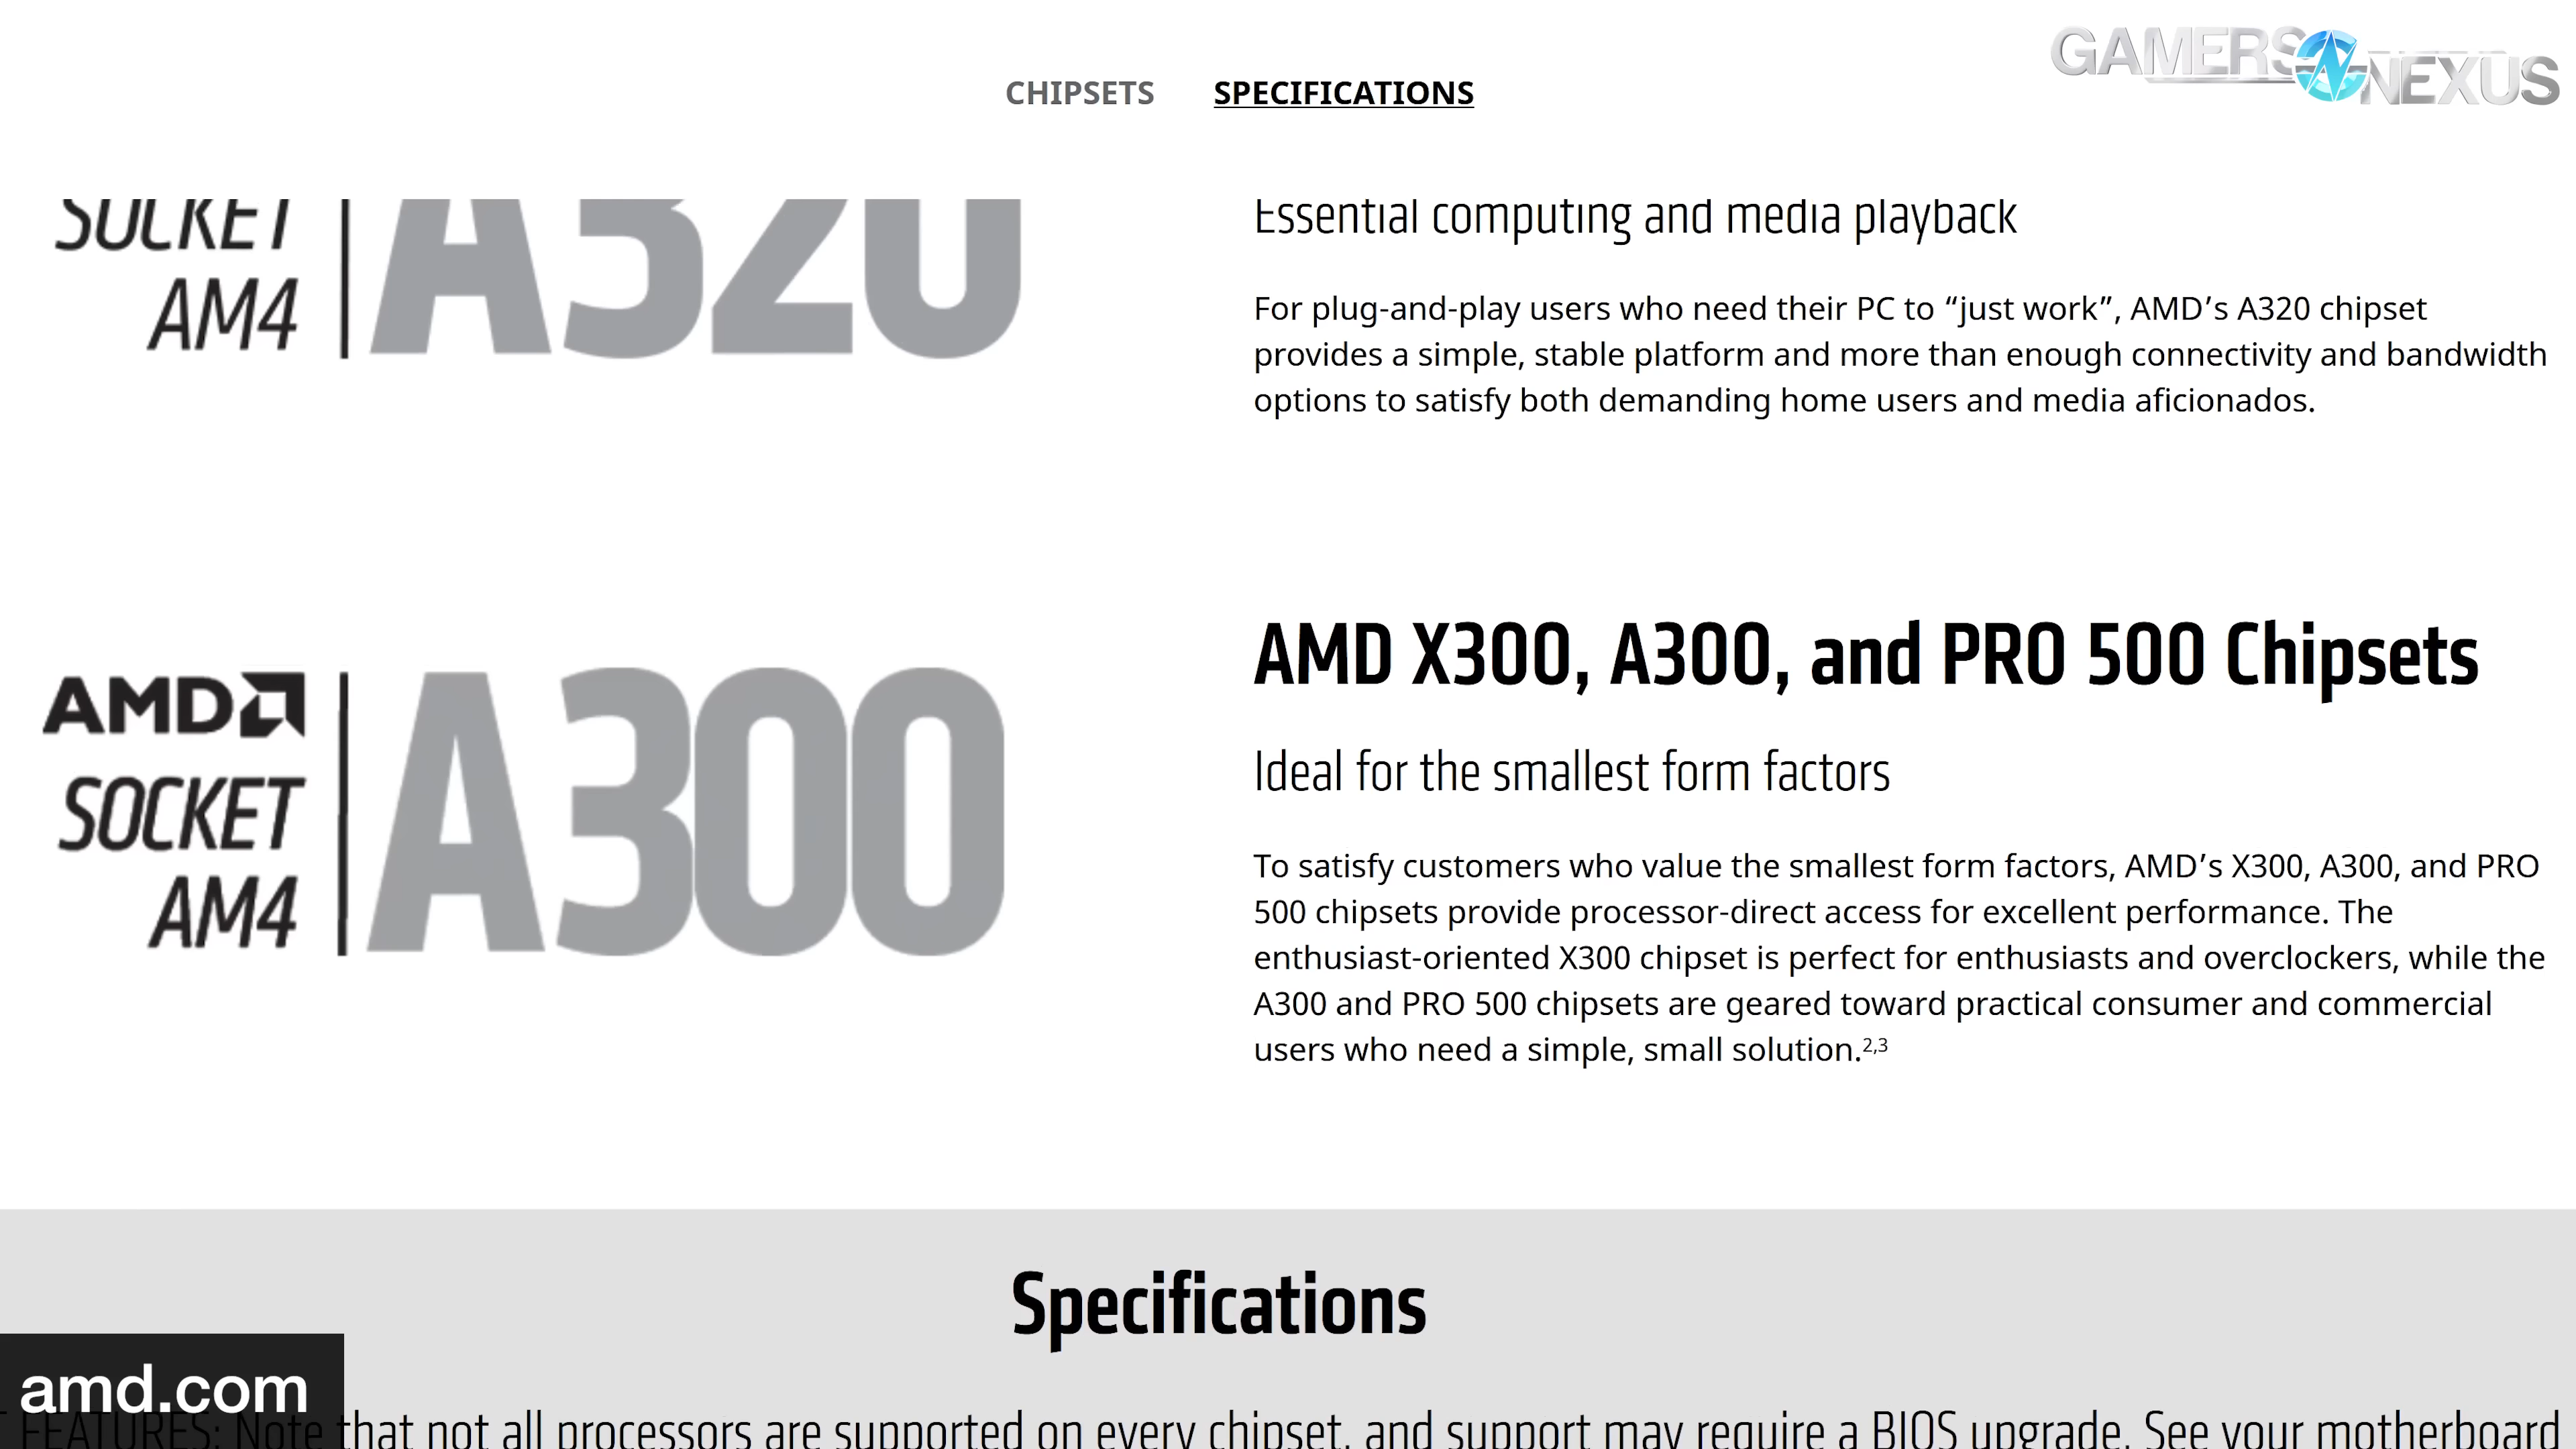 GAMERS NEXUS
CHIPSETS SPECIFICATIONS
SOCKET
AM4
A320
Essential computing and media playback
For plug-and-play users who need their PC to “just work”, AMD’s A320 chipset
provides a simple, stable platform and more than enough connectivity and bandwidth
options to satisfy both demanding home users and media aficionados.
AMD
SOCKET
AM4
A300
AMD X300, A300, and PRO 500 Chipsets
Ideal for the smallest form factors
To satisfy customers who value the smallest form factors, AMD’s X300, A300, and PRO
500 chipsets provide processor-direct access for excellent performance. The
enthusiast-oriented X300 chipset is perfect for enthusiasts and overclockers, while the
A300 and PRO 500 chipsets are geared toward practical consumer and commercial
users who need a simple, small solution.2,3
Specifications
FEATURES: Note that not all processors are supported on every chipset, and support may require a BIOS upgrade. See your motherboard
amd.com